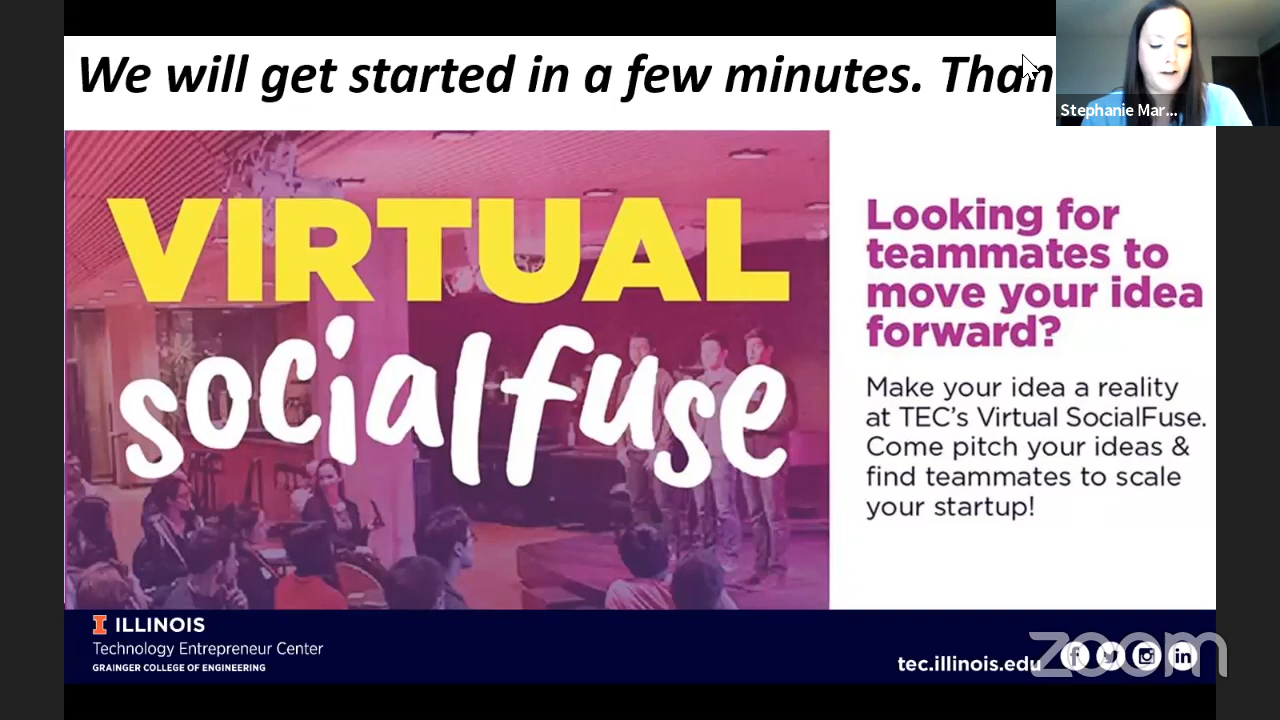 We will get started in a few minutes. Than
Stephanie Mar...
VIRTUAL
socialfuse
Looking for
teammates to
move your idea
forward?
Make your idea a reality
at TEC’s Virtual SocialFuse.
Come pitch your ideas &
find teammates to scale
your startup!
I ILLINOIS
Technology Entrepreneur Center
GRAINGER COLLEGE OF ENGINEERING
tec.illinois.edu
zoom